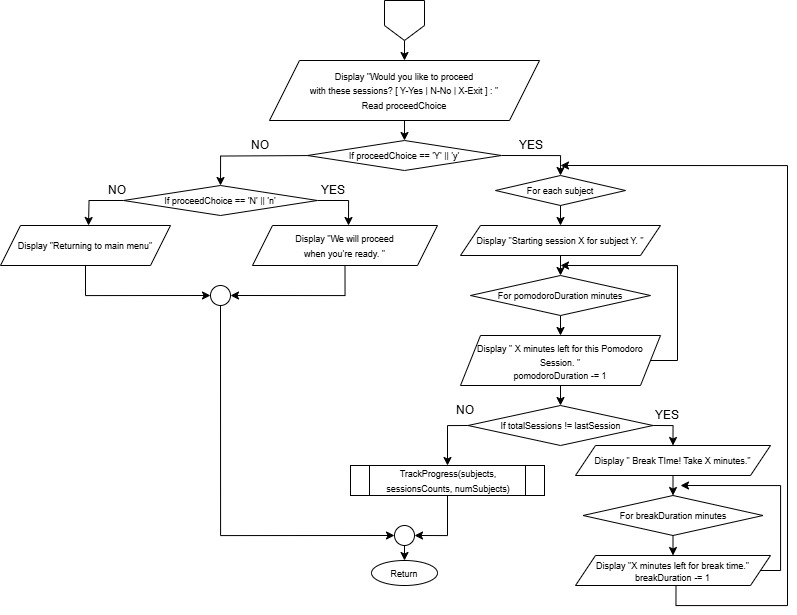 Display "Would you like to proceed
with these sessions? [ Y-Yes | N-No | X-Exit ] : "
Read proceedChoice
NO
YES
If proceedChoice == 'Y' || 'y'
NO
YES
If proceedChoice == 'N' || 'n'
For each subject
Display "Returning to main menu"
Display "We will proceed
when you're ready. "
Display "Starting session X for subject Y. "
For pomodoroDuration minutes
Display " X minutes left for this Pomodoro
Session. "
pomodoroDuration -= 1
NO
YES
If totalSessions != lastSession
Display " Break TIme! Take X minutes."
TrackProgress(subjects,
sessionsCounts, numSubjects)
For breakDuration minutes
Return
Display "X minutes left for break time."
breakDuration -= 1